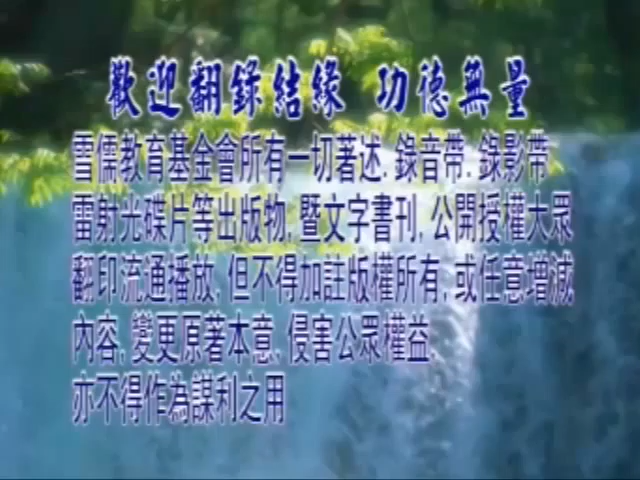 歡迎翻錄結緣 功德無量
雪儒教育基金會所有一切著述.錄音帶.錄影帶
雷射光碟片等出版物,暨文字書刊,公開授權大眾
翻印流通播放,但不得加註版權所有,或任意增減
內容,變更原著本意,侵害公眾權益,
亦不得作為謀利之用